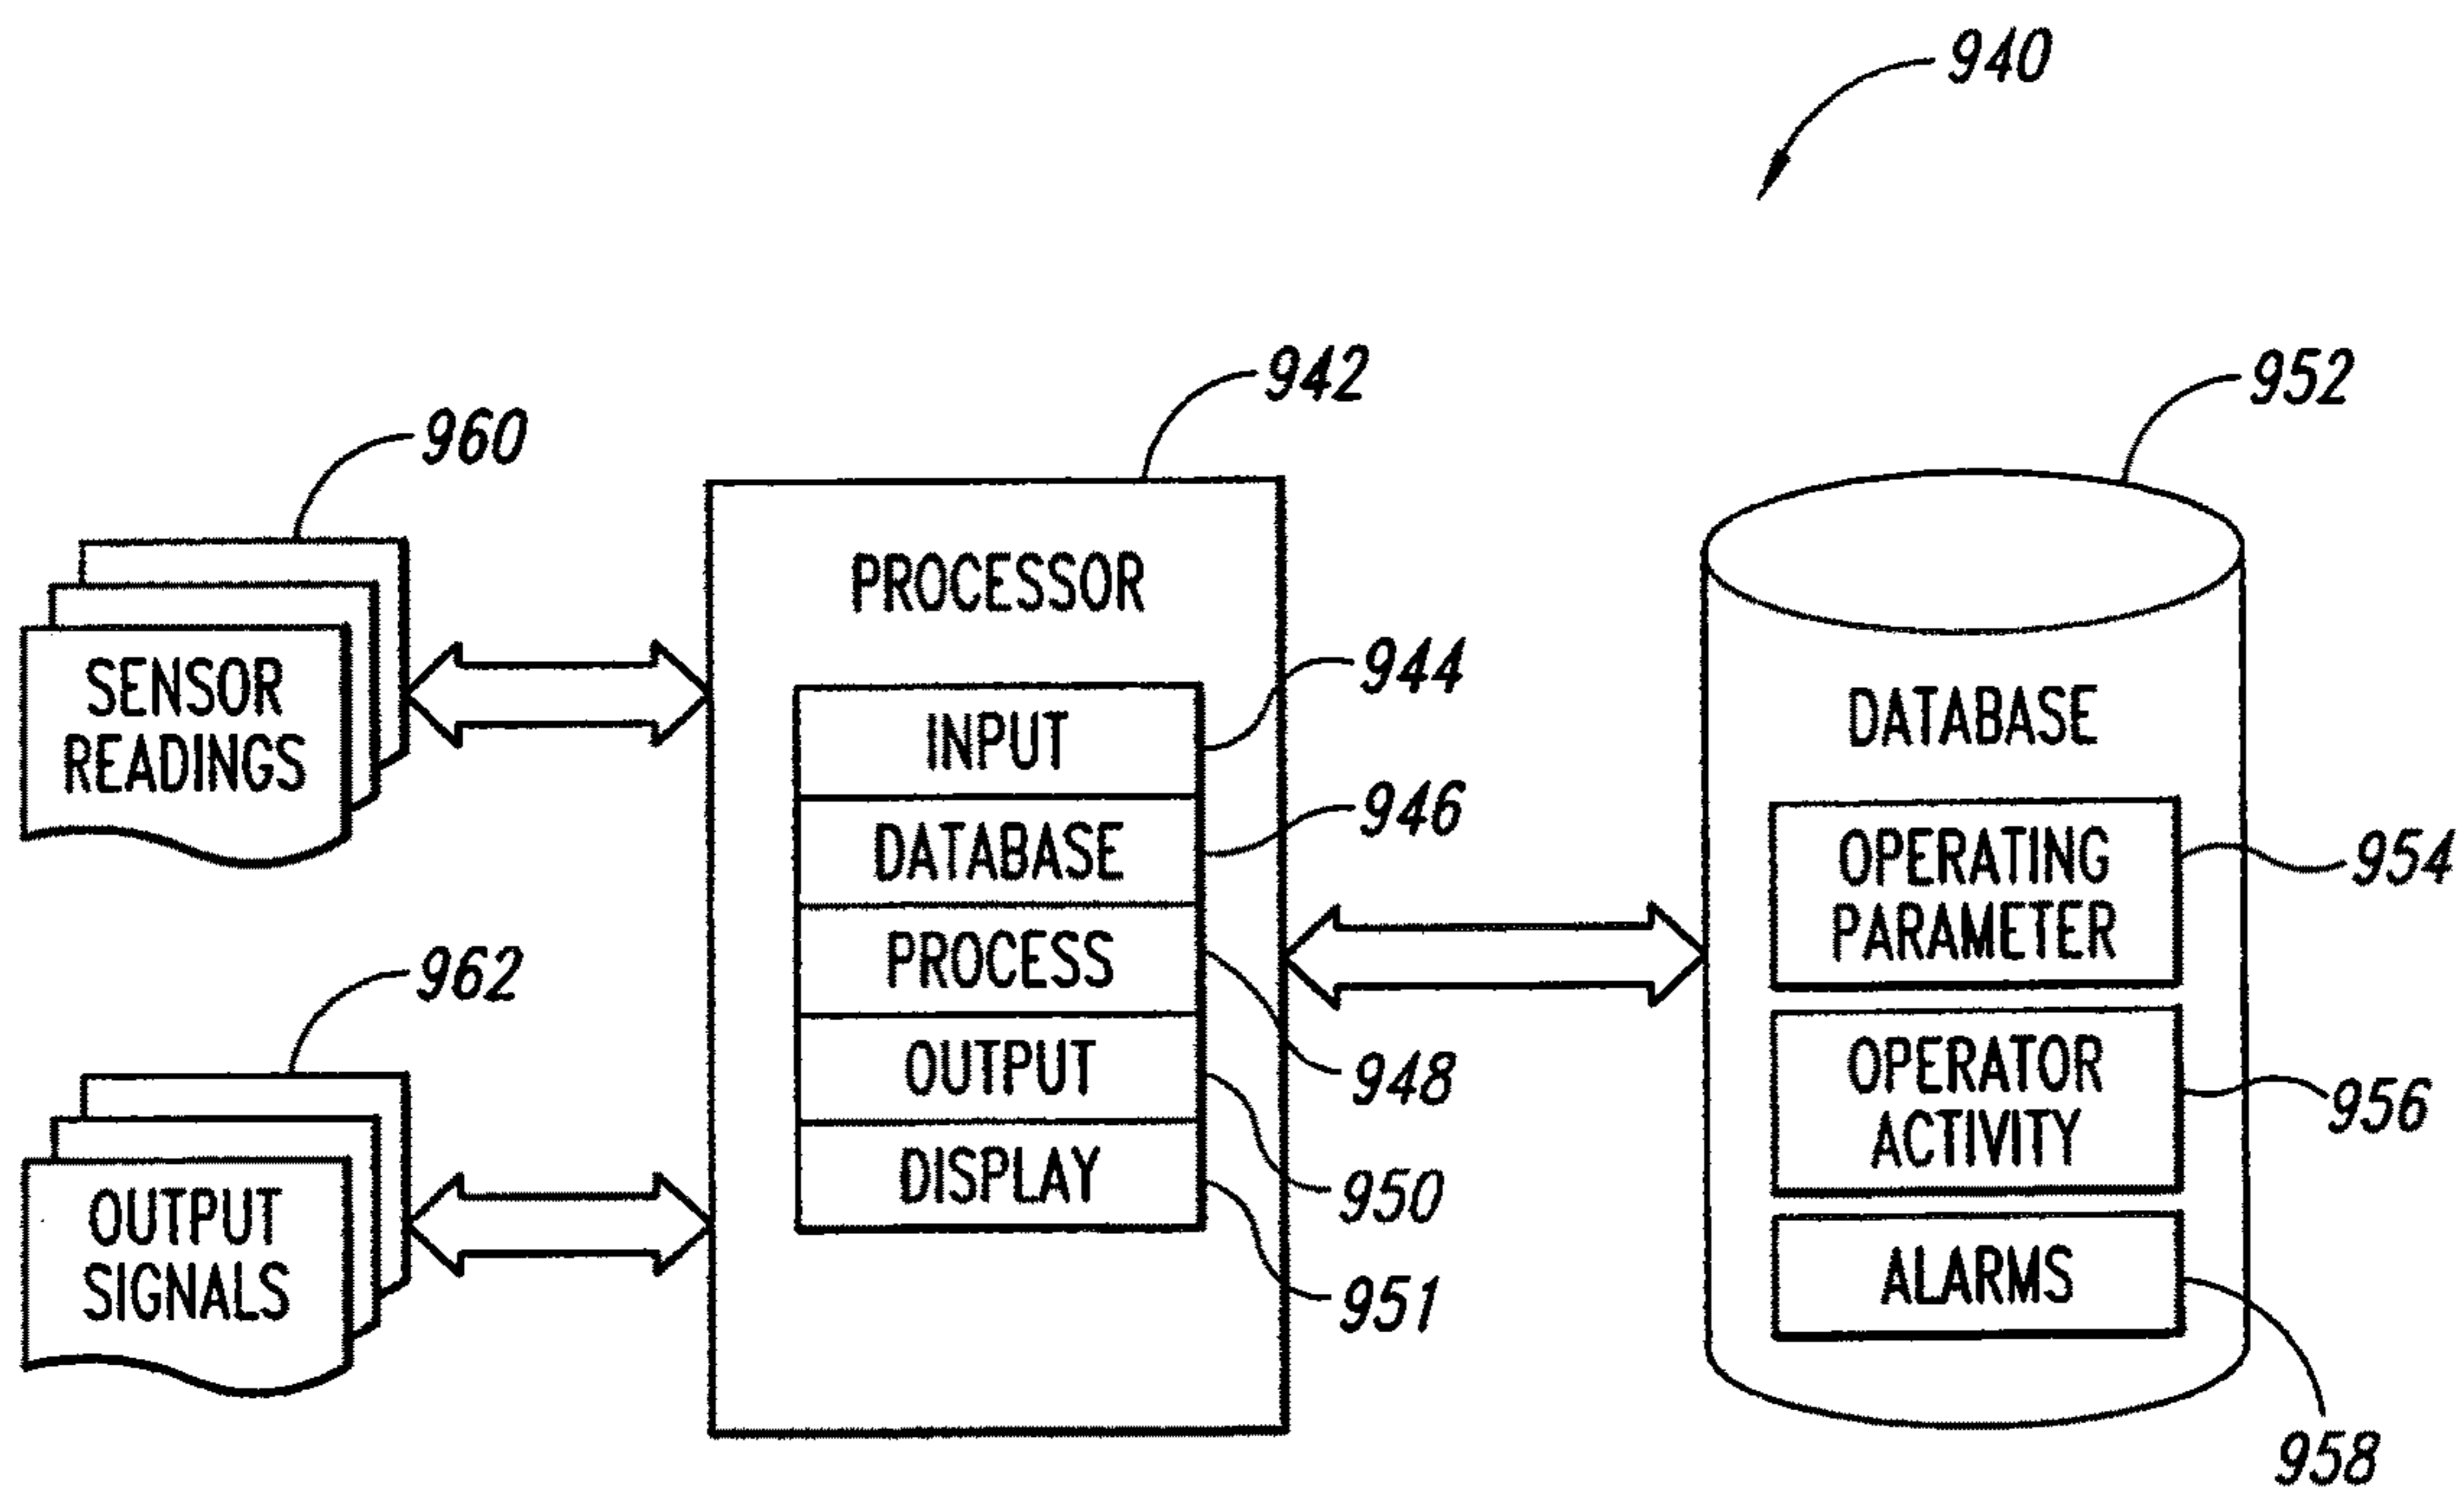 940
942
952
960
PROCESSOR
SENSOR
READINGS
944
INPUT
DATABASE
946
DATABASE
OPERATING
PARAMETER
954
PROCESS
962
948
OUTPUT
OPERATOR
ACTIVITY
956
950
DISPLAY
OUTPUT
SIGNALS
951
ALARMS
958